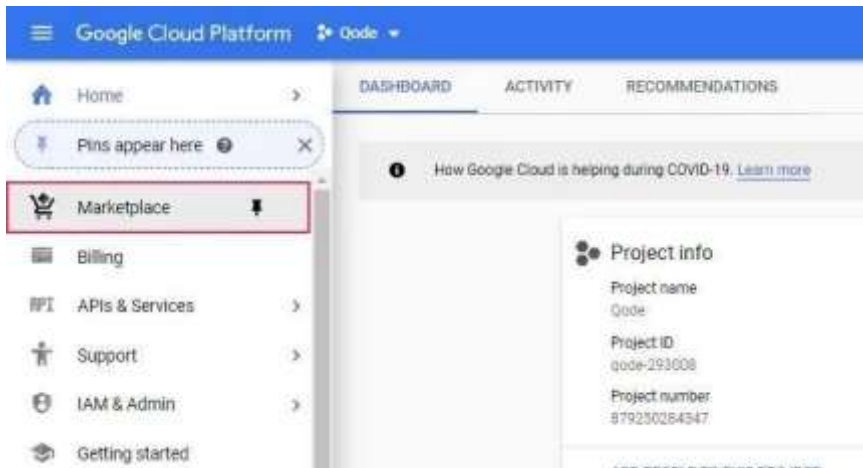 Google Cloud Platform Qode
Home
Pins appear here
Marketplace
Billing
API APIs & Services
Support
IAM & Admin
Getting started
DASHBOARD ACTIVITY RECOMMENDATIONS
How Google Cloud is helping during COVID-19. Learn more
Project info
Project name
Qode
Project ID
qode-293008
Project number
879250284347